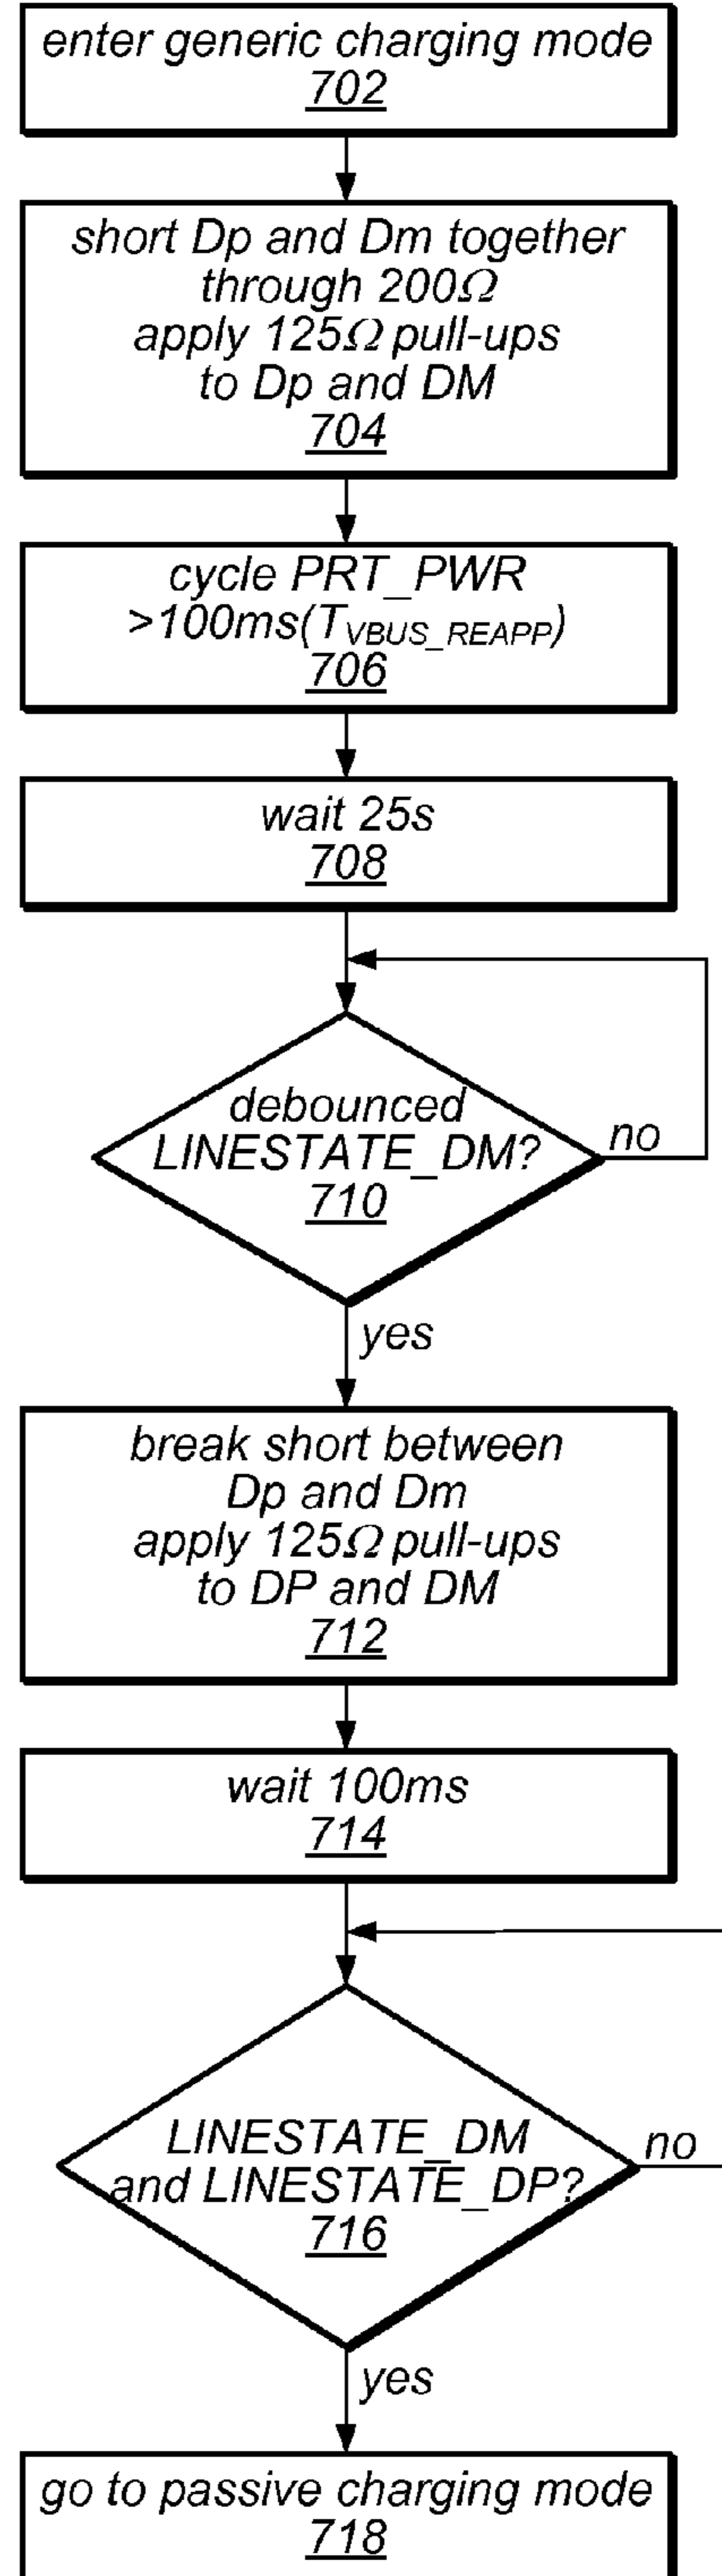 enter generic charging mode
702
short Dp and Dm together
through 200Ω
apply 125Ω pull-ups
to Dp and DM
704
cycle PRT_PWR
>100ms(TVBUS_REAPP)
706
wait 25s
708
debounced
LINESTATE_DM?
710
no
yes
break short between
Dp and Dm
apply 125Ω pull-ups
to DP and DM
712
wait 100ms
714
LINESTATE_DM
and LINESTATE_DP?
716
no
yes
go to passive charging mode
718